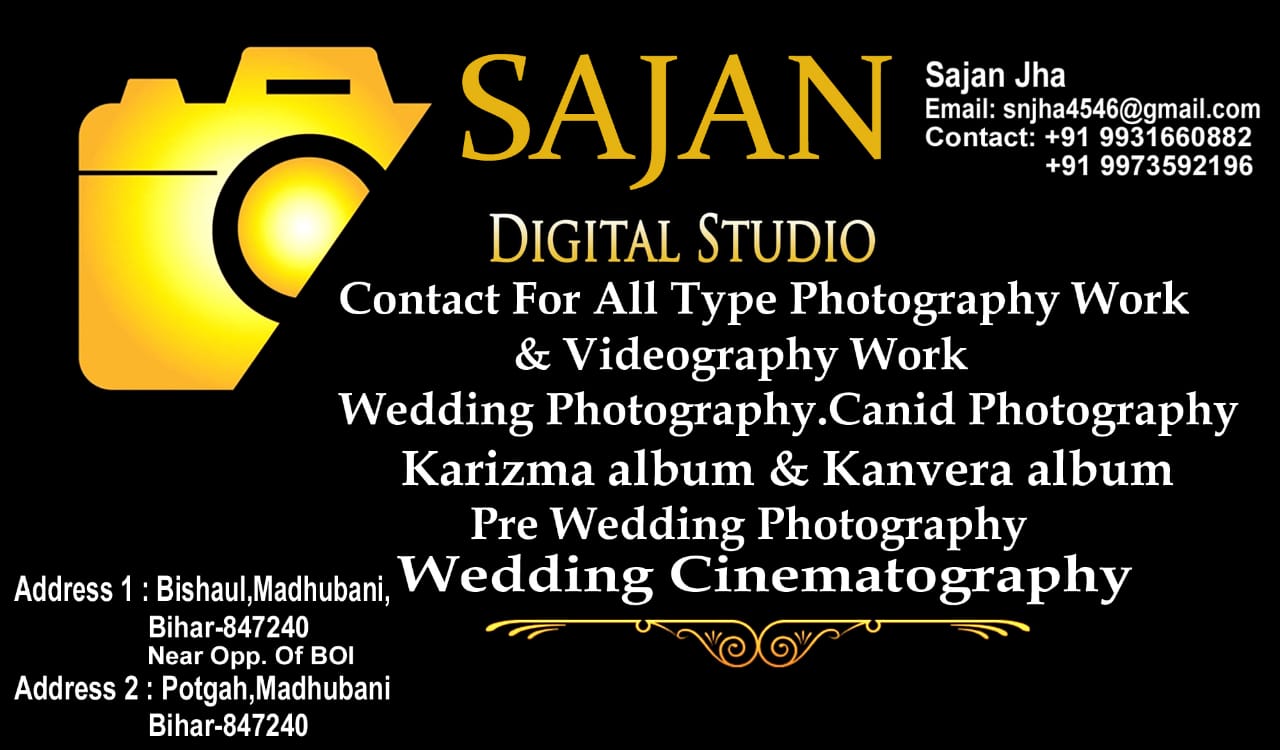 SAJAN
DIGITAL STUDIO
Sajan Jha
Email: snjha4546@gmail.com
Contact: +91 9931660882
+91 9973592196
Contact For All Type Photography Work
& Videography Work
Wedding Photography.Canid Photography
Karizma album & Kanvera album
Pre Wedding Photography
Wedding Cinematography
Address 1 : Bishaul,Madhubani,
Bihar-847240
Near Opp. Of BOI
Address 2 : Potgah,Madhubani
Bihar-847240